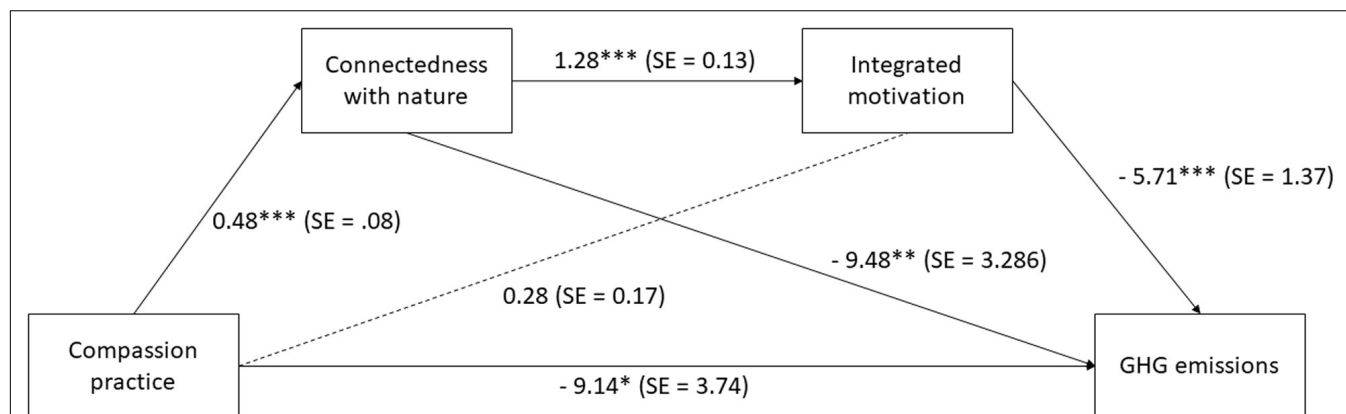 Connectedness
with nature
1.28*** (SE = 0.13)
Integrated
motivation
- 5.71*** (SE = 1.37)
0.48*** (SE = .08)
- 9.48** (SE = 3.286)
0.28 (SE = 0.17)
Compassion
practice
GHG emissions
- 9.14* (SE = 3.74)